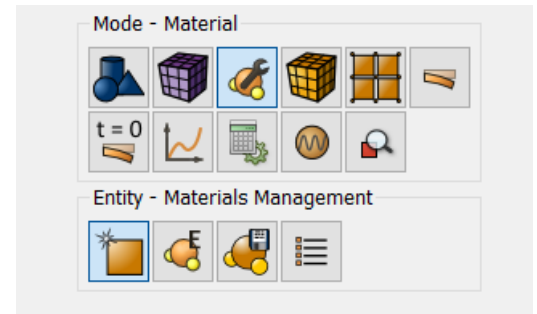 Mode - Material
t = 0
Entity - Materials Management
E